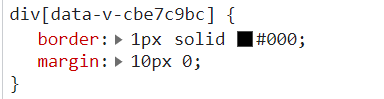 div[data-v-cbe7c9bc] {
border: 1px solid #000;
margin: 10px 0;
}